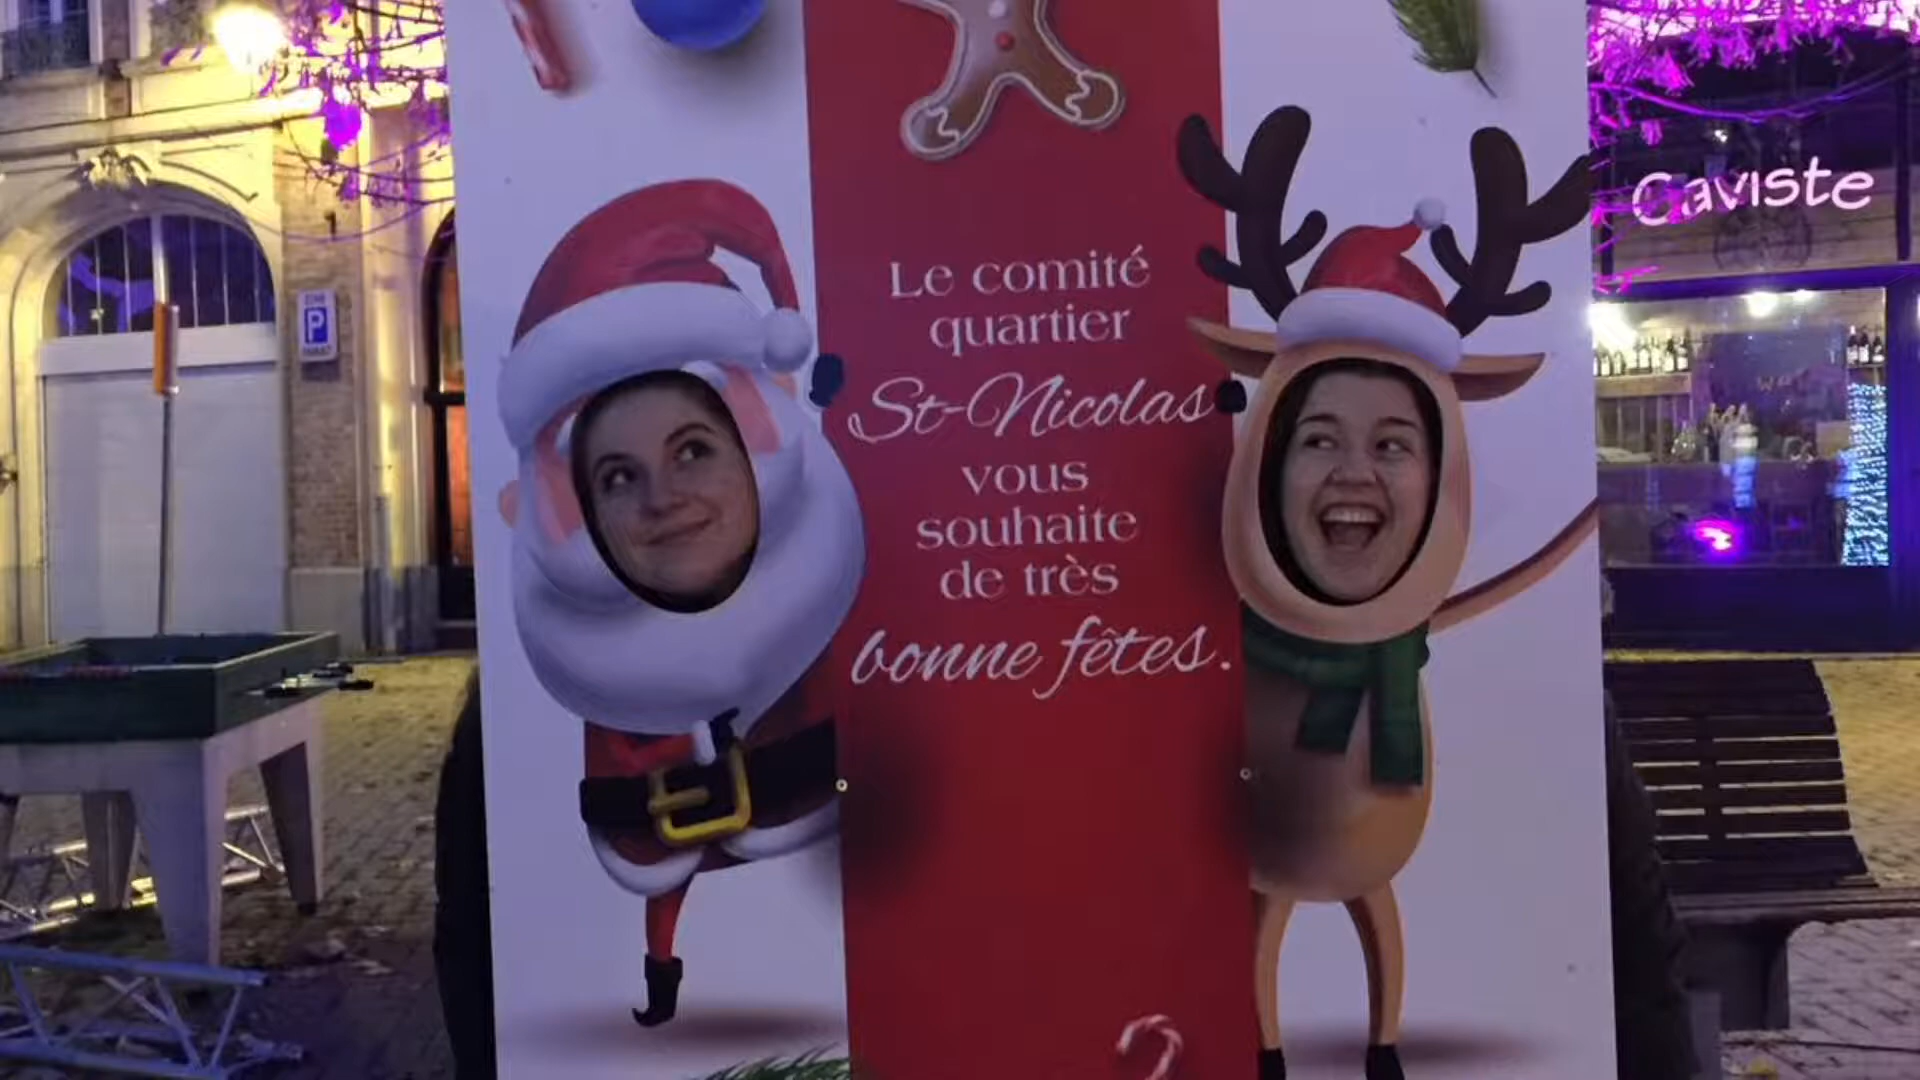 Caviste
P
Le comité
quartier
St-Nicolas
vous
souhaite
de très
bonne fêtes.